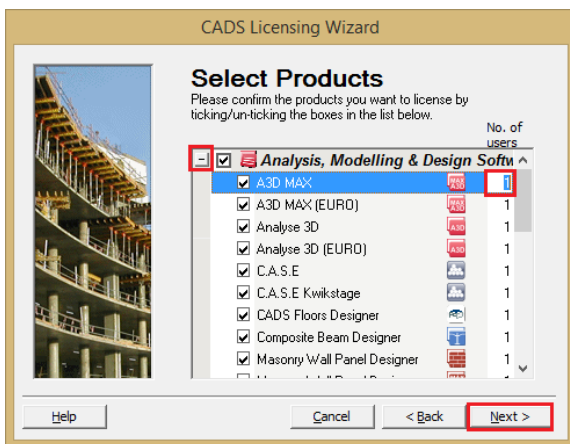 CADS Licensing Wizard
Select Products
Please confirm the products you want to license by
ticking/un-ticking the boxes in the list below.
No. of
users
Analysis, Modelling & Design Softw
A3D MAX 1
A3D MAX (EURO) 1
Analyse 3D 1
Analyse 3D (EURO) 1
C.A.S.E 1
C.A.S.E Kwikstage 1
CADS Floors Designer 1
Composite Beam Designer 1
Masonry Wall Panel Designer 1
Help Cancel < Back Next >